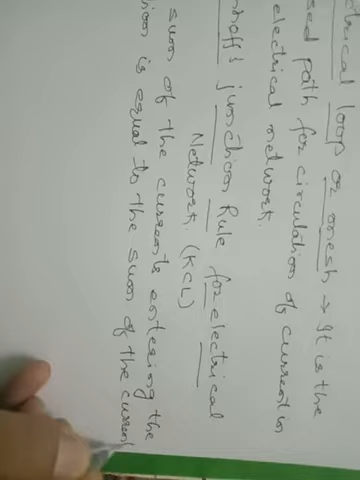 ctrical loop or mesh → It is the
sed path for circulation of current in
electrical network.
hoff's junction Rule for electrical
Network. (KCL)
sum of the currents entering the
ion is equal to the sum of the current